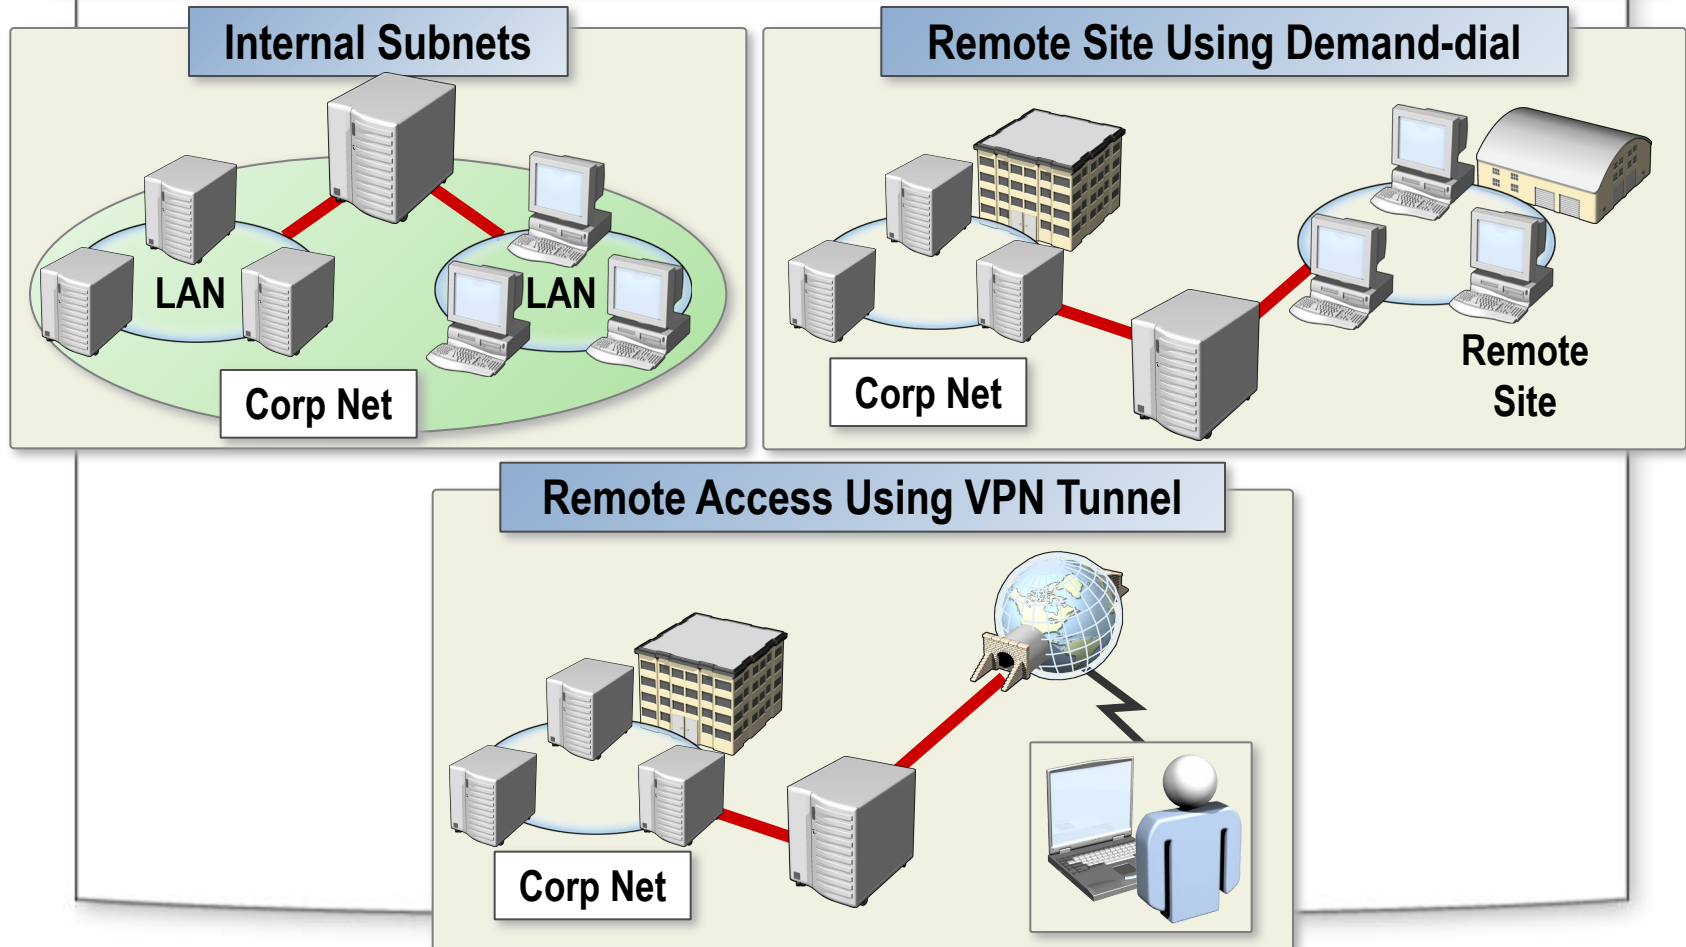 Internal Subnets
LAN
LAN
Corp Net
Remote Site Using Demand-dial
Corp Net
Remote
Site
Remote Access Using VPN Tunnel
Corp Net